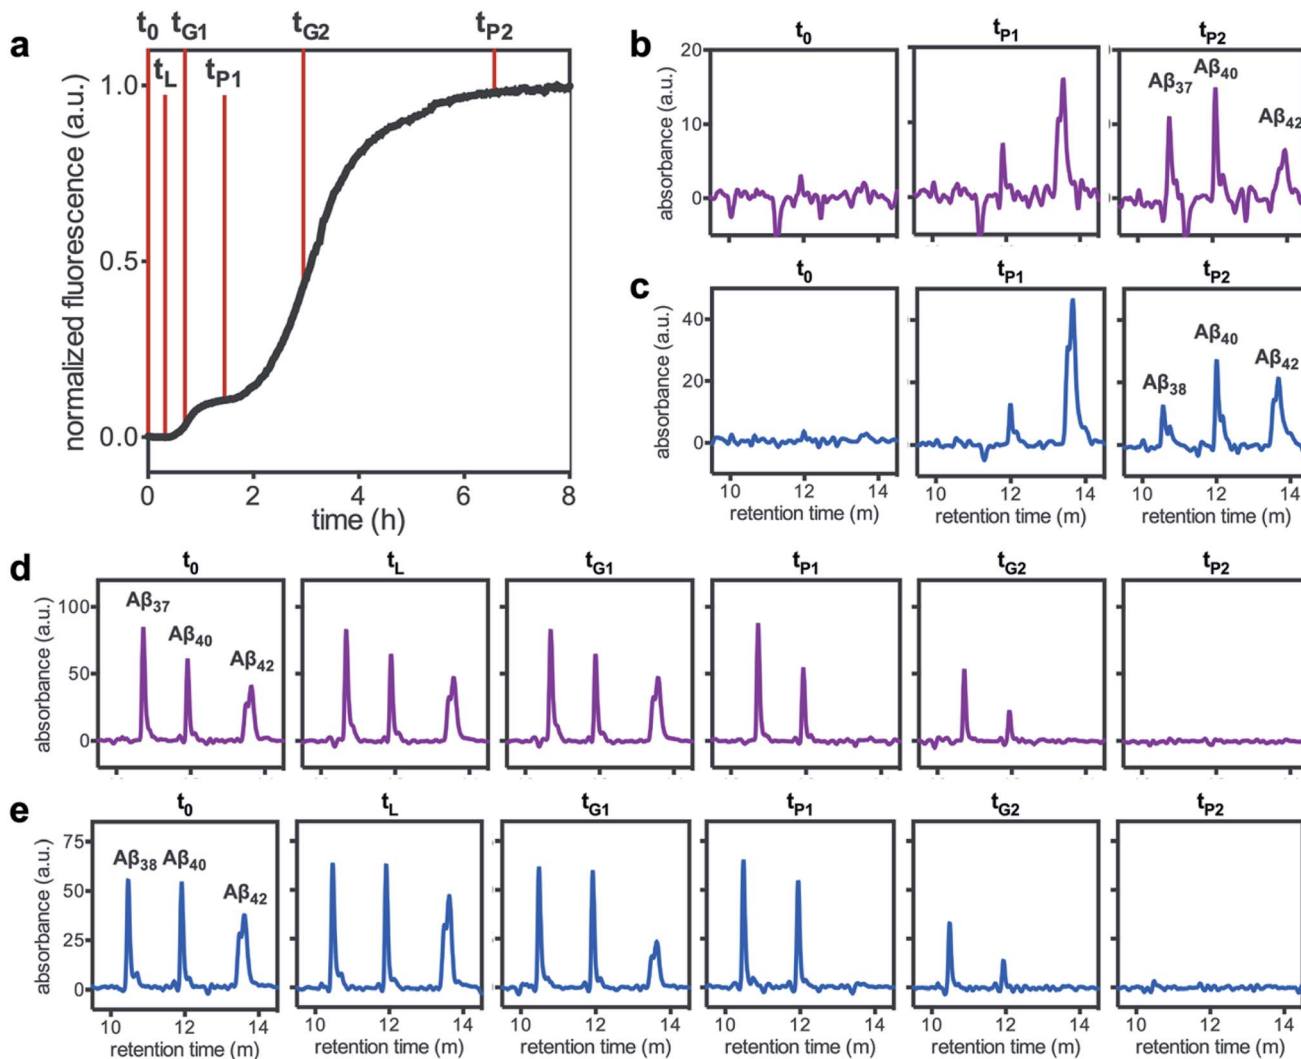 a
t0 tG1 tG2 tP2
tL tP1
normalized fluorescence (a.u.)
1.0
0.5
0.0
0 2 4 6 8
time (h)
b
t0 tP1 tP2
absorbance (a.u.)
20
10
0
Aβ37 Aβ40 Aβ42
c
t0 tP1 tP2
absorbance (a.u.)
40
20
0
Aβ38 Aβ40 Aβ42
10 12 14 10 12 14 10 12 14
retention time (m) retention time (m) retention time (m)
d
t0 tL tG1 tP1 tG2 tP2
absorbance (a.u.)
100
50
0
Aβ37 Aβ40 Aβ42
e
t0 tL tG1 tP1 tG2 tP2
absorbance (a.u.)
75
50
25
0
Aβ38 Aβ40 Aβ42
10 12 14 10 12 14 10 12 14 10 12 14 10 12 14 10 12 14
retention time (m) retention time (m) retention time (m) retention time (m) retention time (m) retention time (m)